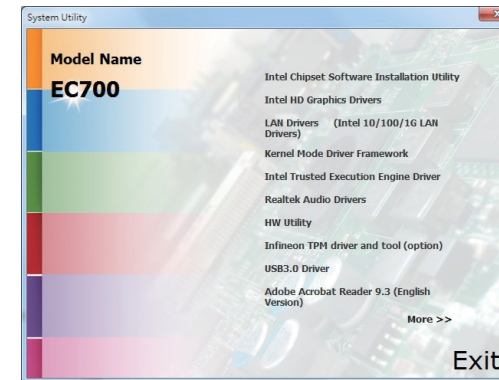 System Utility
Model Name
EC700
Intel Chipset Software Installation Utility
Intel HD Graphics Drivers
LAN Drivers (Intel 10/100/1G LAN
Drivers)
Kernel Mode Driver Framework
Intel Trusted Execution Engine Driver
Realtek Audio Drivers
HW Utility
Infineon TPM driver and tool (option)
USB3.0 Driver
Adobe Acrobat Reader 9.3 (English
Version)
More >>
Exit